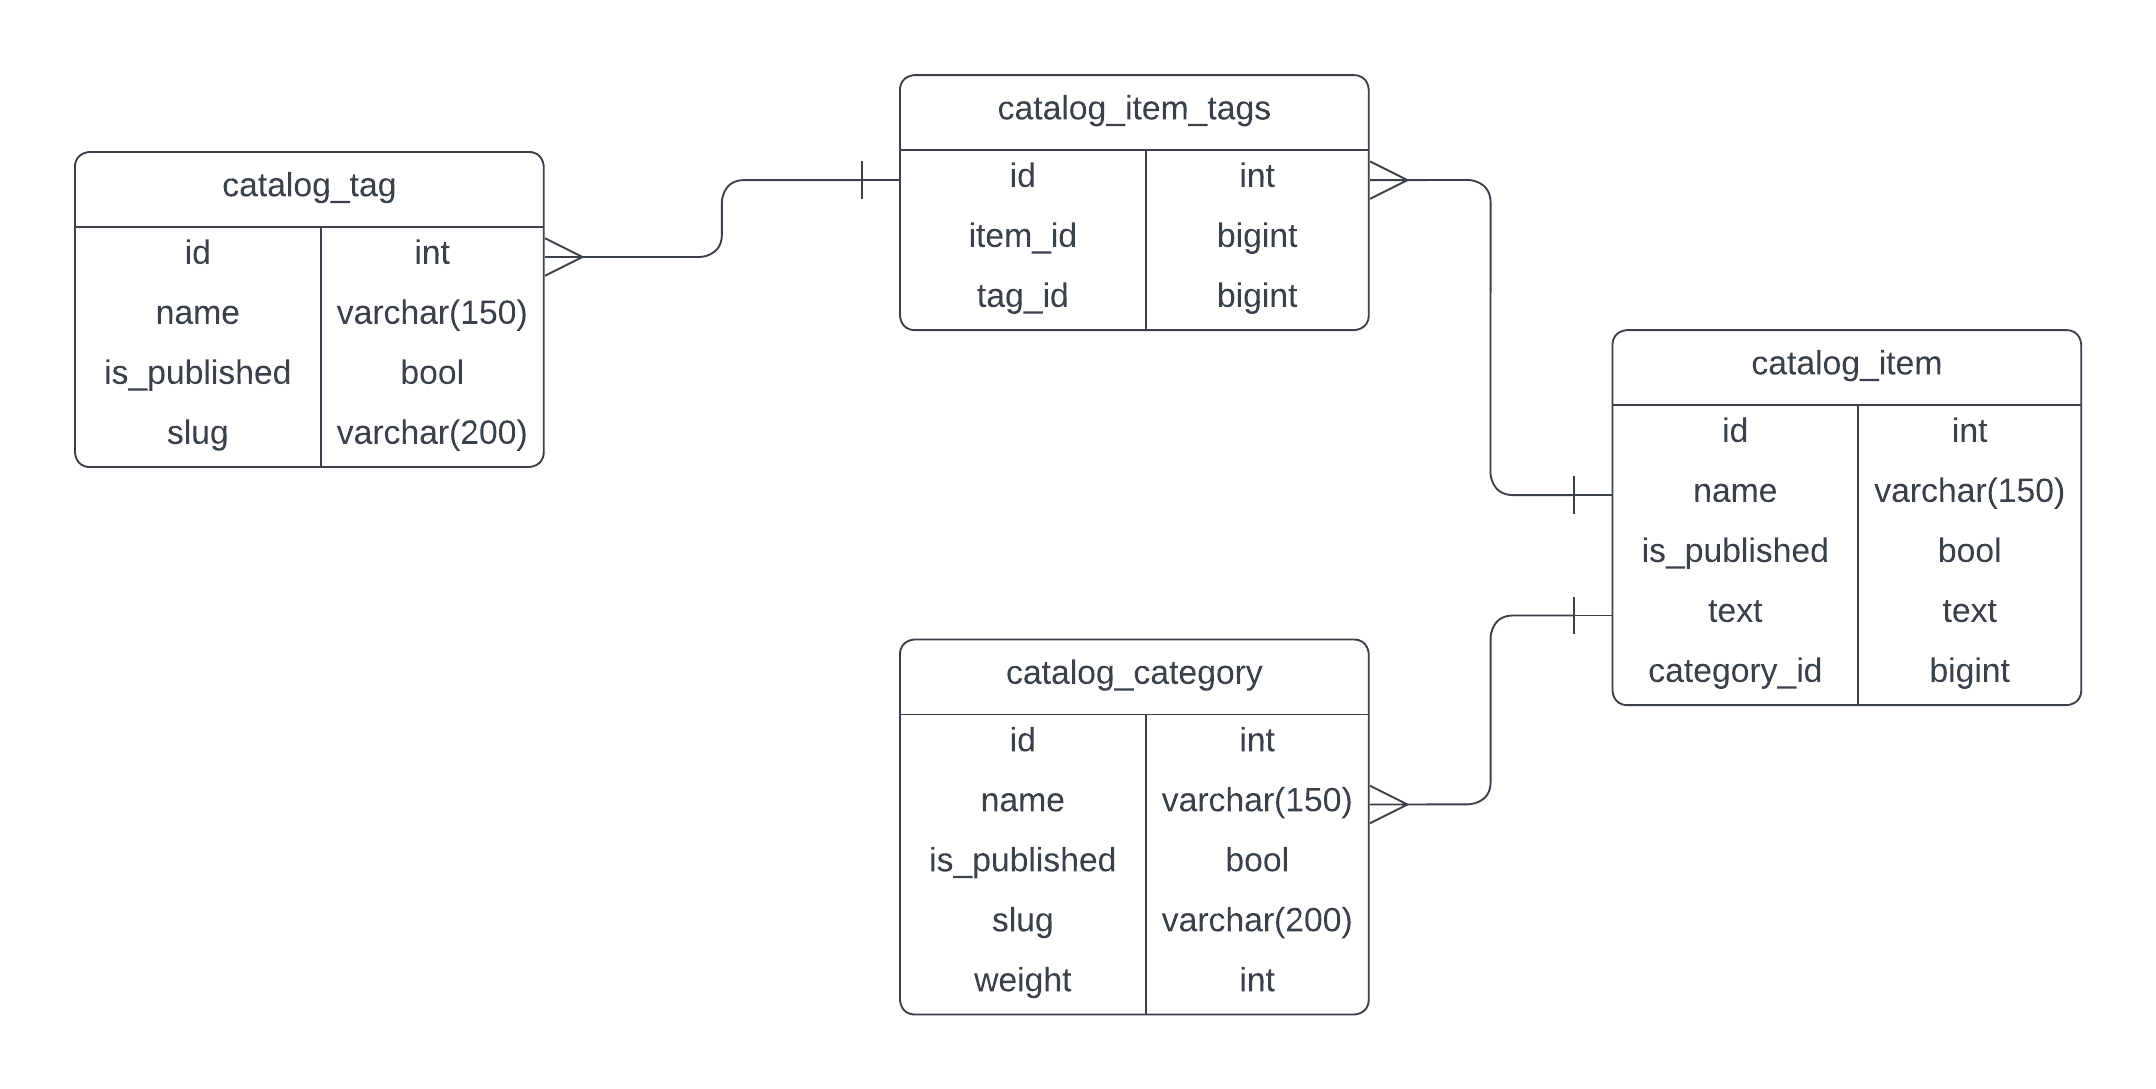 catalog_tag
id int
name varchar(150)
is_published bool
slug varchar(200)
catalog_item_tags
id int
item_id bigint
tag_id bigint
catalog_item
id int
name varchar(150)
is_published bool
text text
category_id bigint
catalog_category
id int
name varchar(150)
is_published bool
slug varchar(200)
weight int